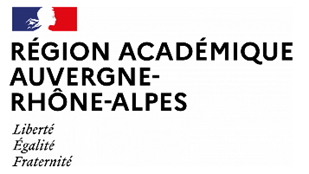 RÉGION ACADÉMIQUE
AUVERGNE-
RHÔNE-ALPES
Liberté
Égalité
Fraternité